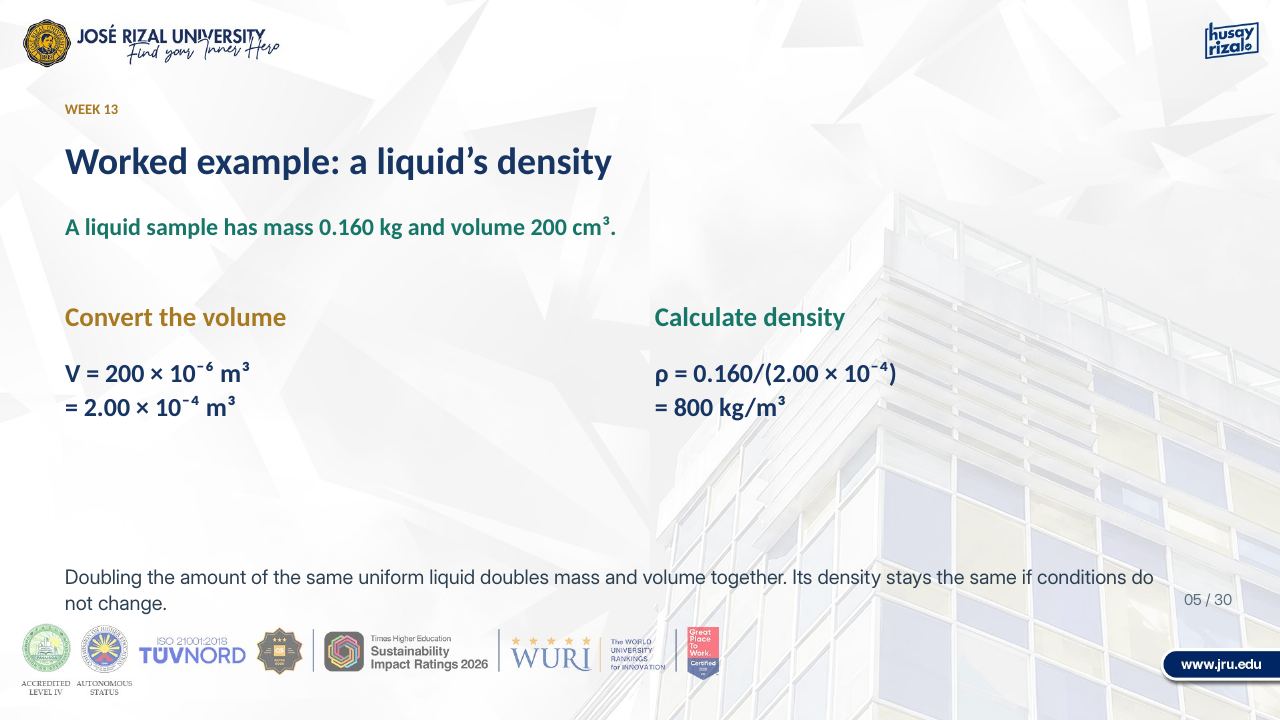 JOSÉ RIZAL UNIVERSITY
Find your Inner Hero
husay
rizal
WEEK 13
Worked example: a liquid’s density
A liquid sample has mass 0.160 kg and volume 200 cm³.
Convert the volume
V = 200 × 10⁻⁶ m³
= 2.00 × 10⁻⁴ m³
Calculate density
ρ = 0.160/(2.00 × 10⁻⁴)
= 800 kg/m³
Doubling the amount of the same uniform liquid doubles mass and volume together. Its density stays the same if conditions do
not change.
05 / 30
ACCREDITED
LEVEL IV
AUTONOMOUS
STATUS
ISO 21001:2018
TÜVNORD
Times Higher Education
Sustainability
Impact Ratings 2026
WURI
The WORLD
UNIVERSITY
RANKINGS
for INNOVATION
Great
Place
To
Work.
Certified
www.jru.edu